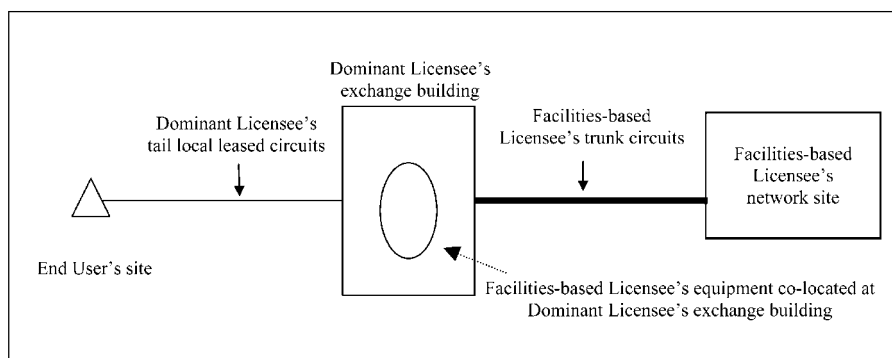 Dominant Licensee's
exchange building
Dominant Licensee's
tail local leased circuits
Facilities-based
Licensee's trunk circuits
Facilities-based
Licensee's
network site
End User's site
Facilities-based Licensee's equipment co-located at
Dominant Licensee's exchange building